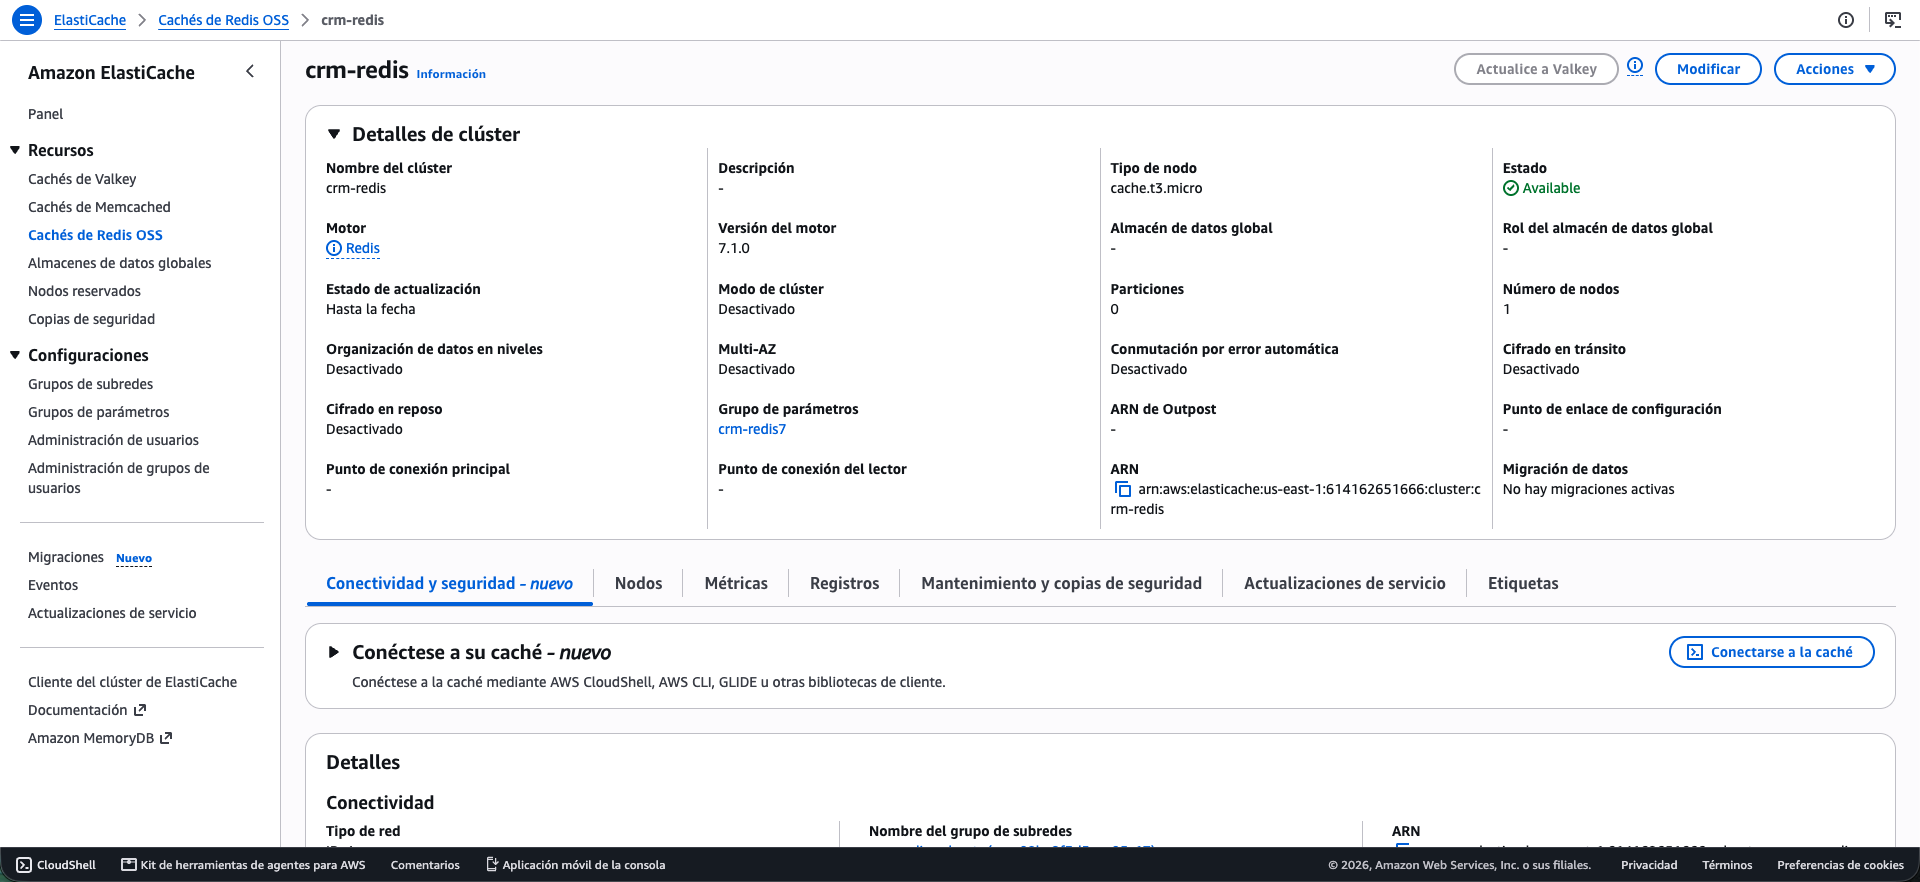 ElastiCache
Cachés de Redis OSS
crm-redis
Amazon ElastiCache
Panel
Recursos
Cachés de Valkey
Cachés de Memcached
Cachés de Redis OSS
Almacenes de datos globales
Nodos reservados
Copias de seguridad
Configuraciones
Grupos de subredes
Grupos de parámetros
Administración de usuarios
Administración de grupos de
usuarios
Migraciones Nuevo
Eventos
Actualizaciones de servicio
Cliente del clúster de ElastiCache
Documentación
Amazon MemoryDB
crm-redis Información
Actualice a Valkey
Modificar
Acciones
Detalles de clúster
Nombre del clúster
crm-redis
Descripción
-
Tipo de nodo
cache.t3.micro
Estado
Available
Motor
Redis
Versión del motor
7.1.0
Almacén de datos global
-
Rol del almacén de datos global
-
Estado de actualización
Hasta la fecha
Modo de clúster
Desactivado
Particiones
0
Número de nodos
1
Organización de datos en niveles
Desactivado
Multi-AZ
Desactivado
Conmutación por error automática
Desactivado
Cifrado en tránsito
Desactivado
Cifrado en reposo
Desactivado
Grupo de parámetros
crm-redis7
ARN de Outpost
-
Punto de enlace de configuración
-
Punto de conexión principal
-
Punto de conexión del lector
-
ARN
arn:aws:elasticache:us-east-1:614162651666:cluster:c
rm-redis
Migración de datos
No hay migraciones activas
Conectividad y seguridad - nuevo
Nodos
Métricas
Registros
Mantenimiento y copias de seguridad
Actualizaciones de servicio
Etiquetas
Conéctese a su caché - nuevo
Conéctese a la caché mediante AWS CloudShell, AWS CLI, GLIDE u otras bibliotecas de cliente.
Conectarse a la caché
Detalles
Conectividad
Tipo de red
Nombre del grupo de subredes
ARN
CloudShell
Kit de herramientas de agentes para AWS
Comentarios
Aplicación móvil de la consola
© 2026, Amazon Web Services, Inc. o sus filiales.
Privacidad
Términos
Preferencias de cookies